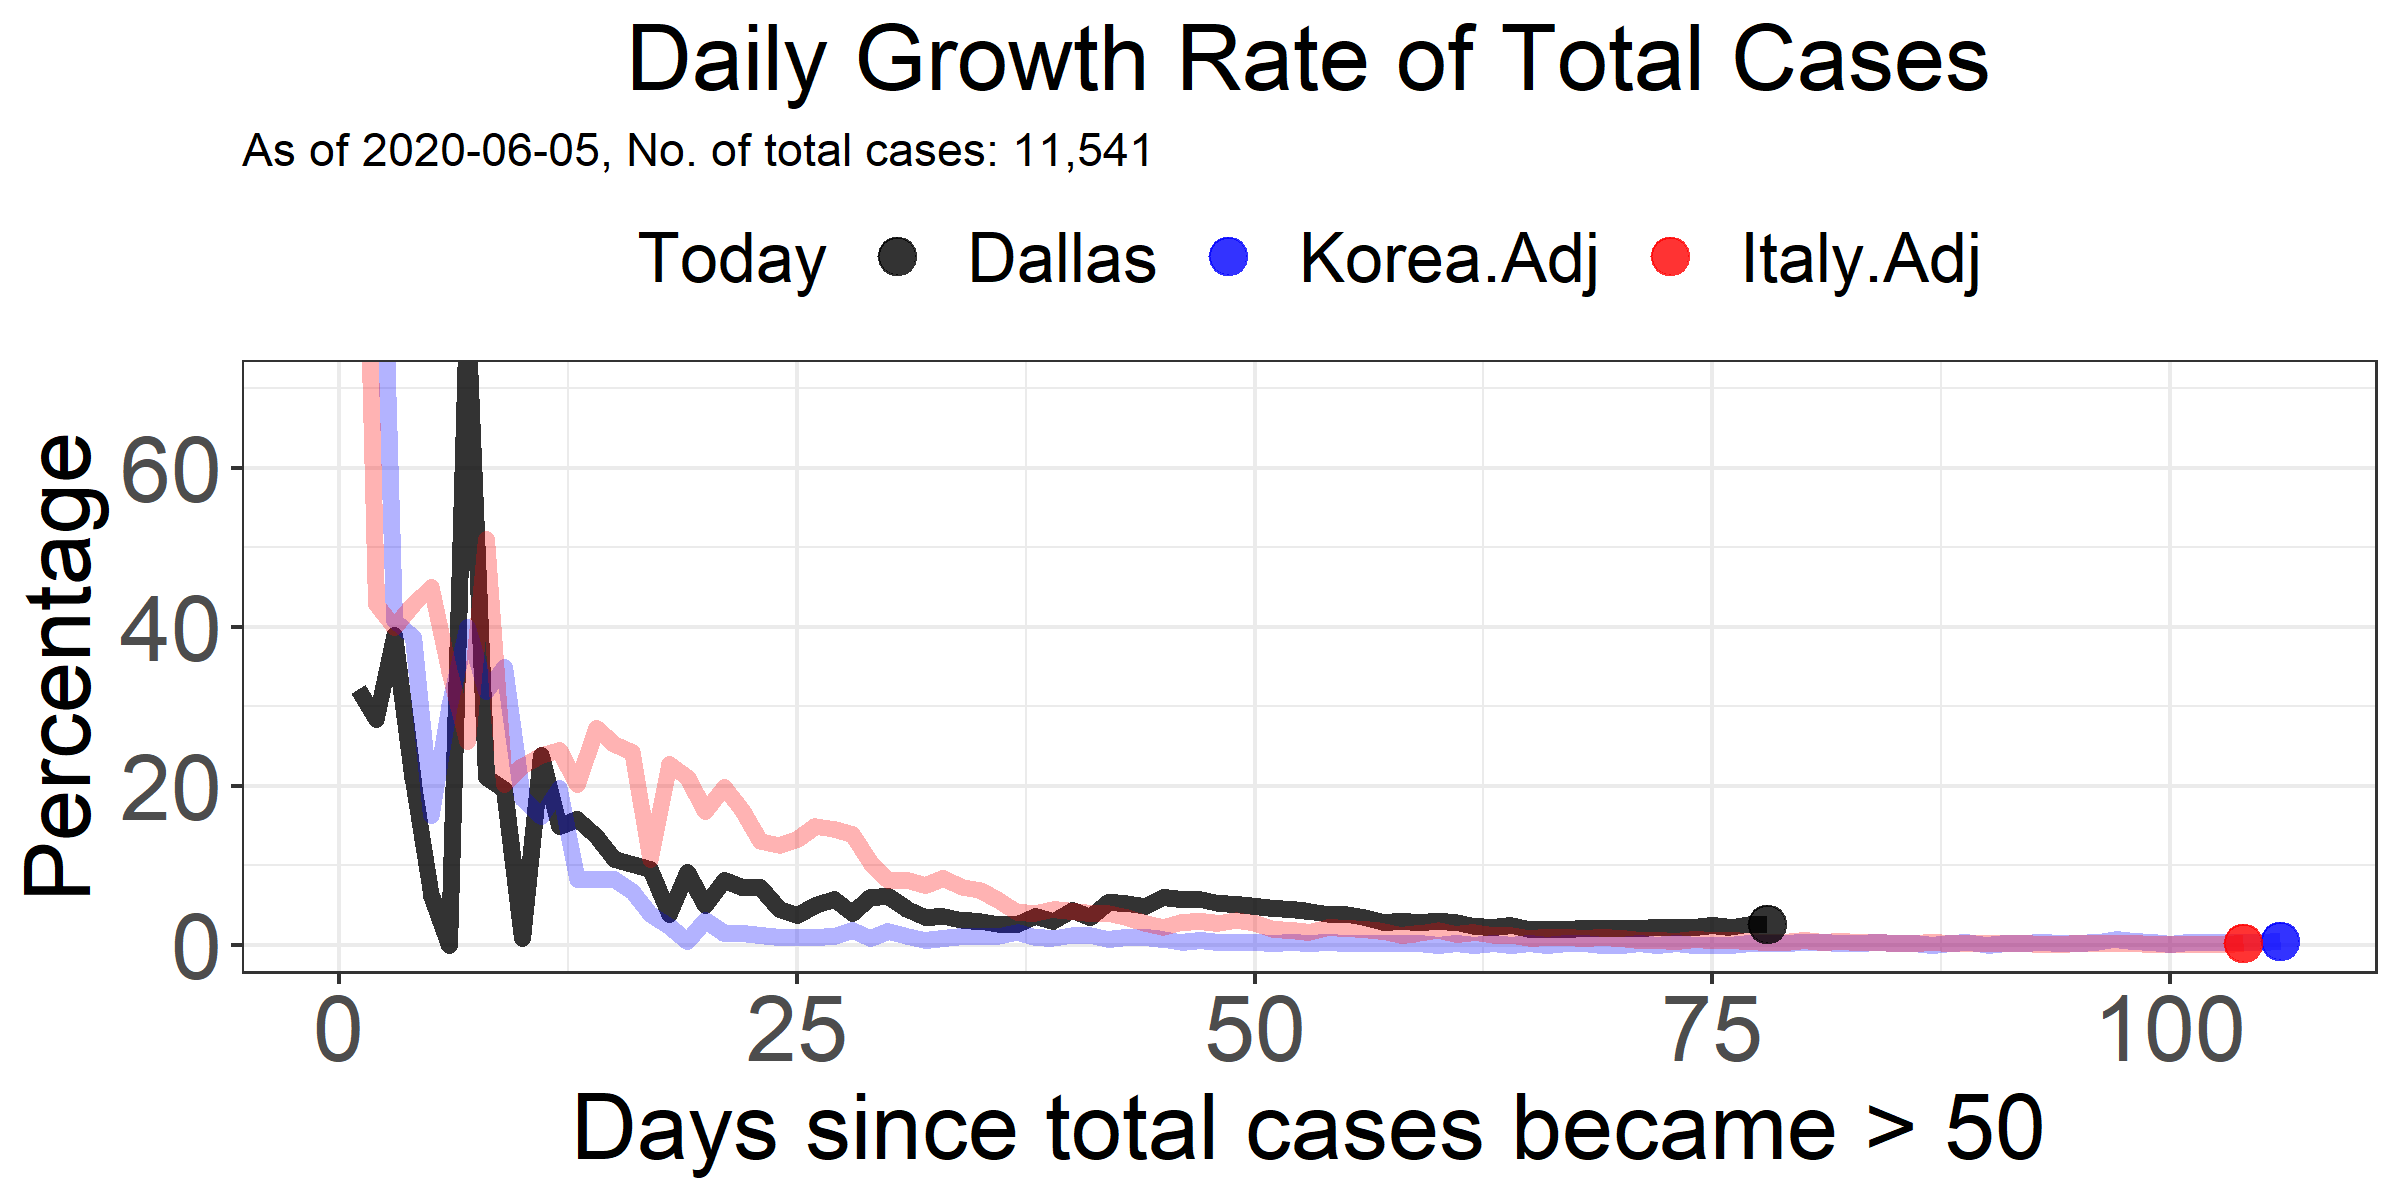 Daily Growth Rate of Total Cases
As of 2020-06-05, No. of total cases: 11,541
Today Dallas Korea.Adj Italy.Adj
Percentage
60
40
20
0
0 25 50 75 100
Days since total cases became > 50